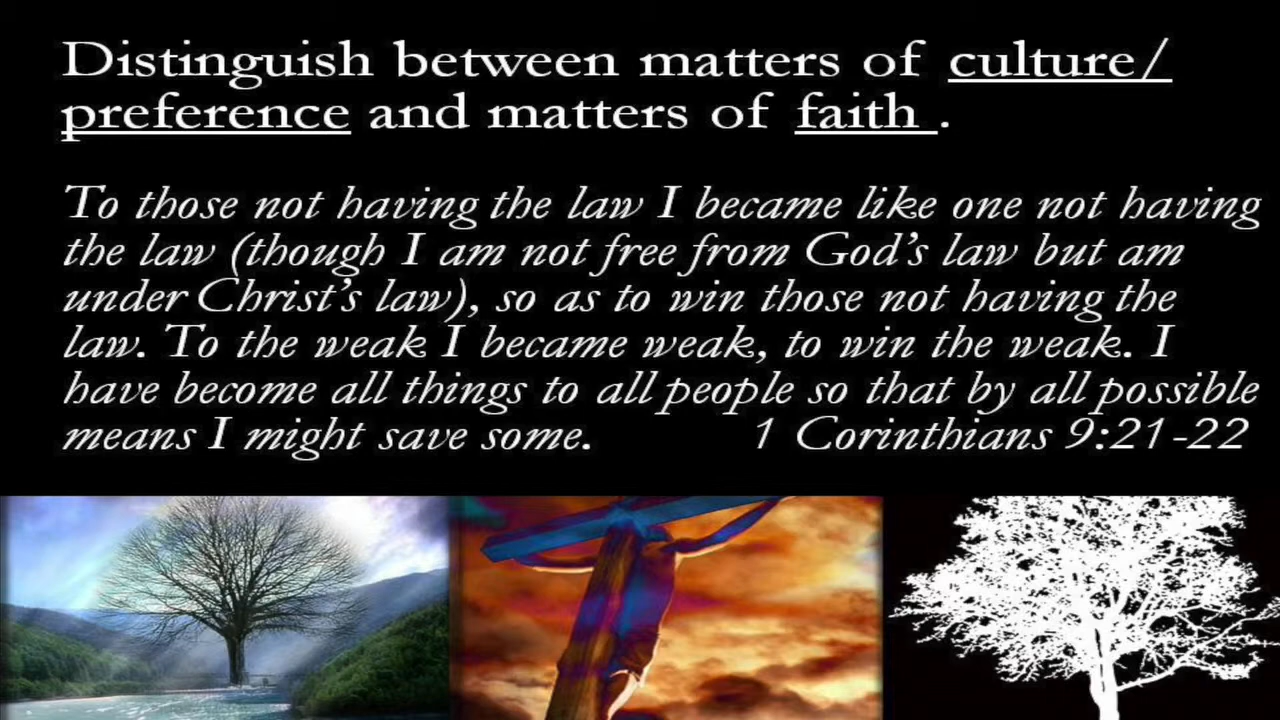 Distinguish between matters of culture/
preference and matters of faith .
To those not having the law I became like one not having
the law (though I am not free from God’s law but am
under Christ’s law), so as to win those not having the
law. To the weak I became weak, to win the weak. I
have become all things to all people so that by all possible
means I might save some. 1 Corinthians 9:21-22